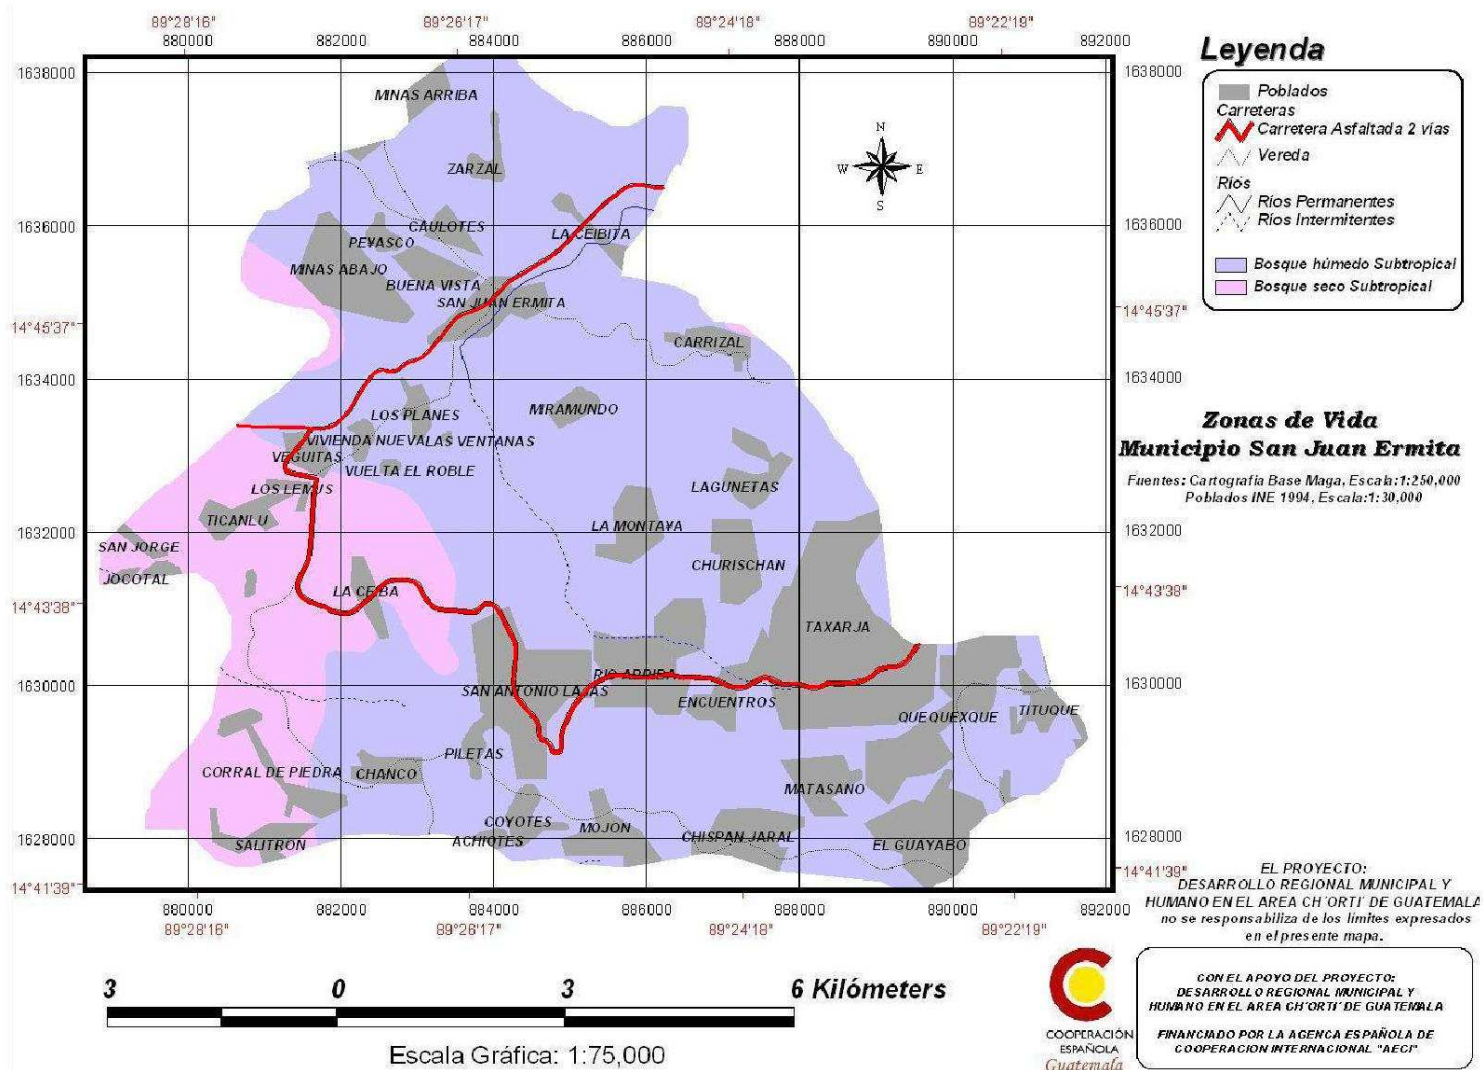 89°28'16" 89°26'17" 89°24'18" 89°22'19"
880000 882000 884000 886000 888000 890000 892000
1638000 1638000
1636000 1636000
14°45'37" 14°45'37"
1634000 1634000
1632000 1632000
14°43'38" 14°43'38"
1630000 1630000
1628000 1628000
14°41'39" 14°41'39"
880000 882000 884000 886000 888000 890000 892000
89°28'16" 89°26'17" 89°24'18" 89°22'19"
N
W E
S
MINAS ARRIBA
ZARZAL
CAULOTES
PEVASCO
LA CEIBITA
MINAS ABAJO
BUENA VISTA
SAN JUAN ERMITA
CARRIZAL
LOS PLANES
MIRAMUNDO
VIVIENDA NUEVALAS VENTANAS
VEGUITAS
VUELTA EL ROBLE
LOS LEMUS
LAGUNETAS
TICANLU
LA MONTAVA
SAN JORGE
JOCOTAL
CHURISCHAN
LA CEIBA
TAXARJA
RIO ARRIBA
SAN ANTONIO LAJAS
ENCUENTROS
QUEQUEXQUE
TITUQUE
PILETAS
CORRAL DE PIEDRA
CHANCO
MATASANO
COYOTES
MOJON
ACHIOTES
CHISPAN JARAL
SALITRON
EL GUAYABO
Leyenda
Poblados
Carreteras
Carretera Asfaltada 2 vías
Vereda
Ríos
Ríos Permanentes
Ríos Intermitentes
Bosque húmedo Subtropical
Bosque seco Subtropical
Zonas de Vida
Municipio San Juan Ermita
Fuentes: Cartografía Base Maga, Escala:1:250,000
Poblados INE 1994, Escala:1:30,000
EL PROYECTO:
DESARROLLO REGIONAL MUNICIPAL Y
HUMANO EN EL AREA CH'ORTI' DE GUATEMALA
no se responsabiliza de los límites expresados
en el presente mapa.
3 0 3 6 Kilómeters
Escala Gráfica: 1:75,000
COOPERACIÓN
ESPAÑOLA
Guatemala
CON EL APOYO DEL PROYECTO:
DESARROLLO REGIONAL MUNICIPAL Y
HUMANO EN EL AREA CH'ORTI' DE GUATEMALA
FINANCIADO POR LA AGENCA ESPAÑOLA DE
COOPERACION INTERNACIONAL "AECI"